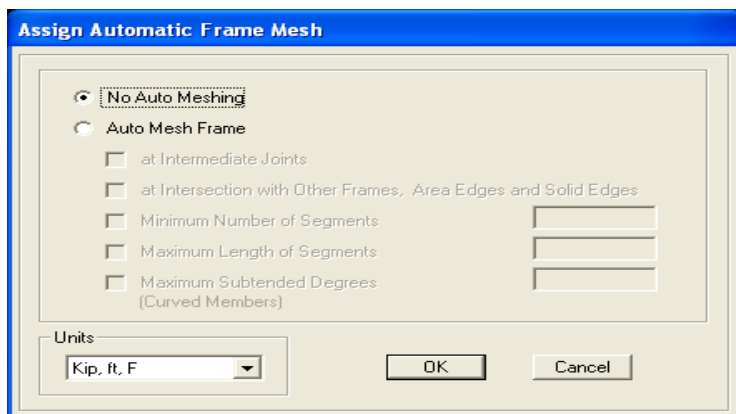 Assign Automatic Frame Mesh
No Auto Meshing
Auto Mesh Frame
at Intermediate Joints
at Intersection with Other Frames, Area Edges and Solid Edges
Minimum Number of Segments
Maximum Length of Segments
Maximum Subtended Degrees
(Curved Members)
Units
Kip, ft, F
OK
Cancel